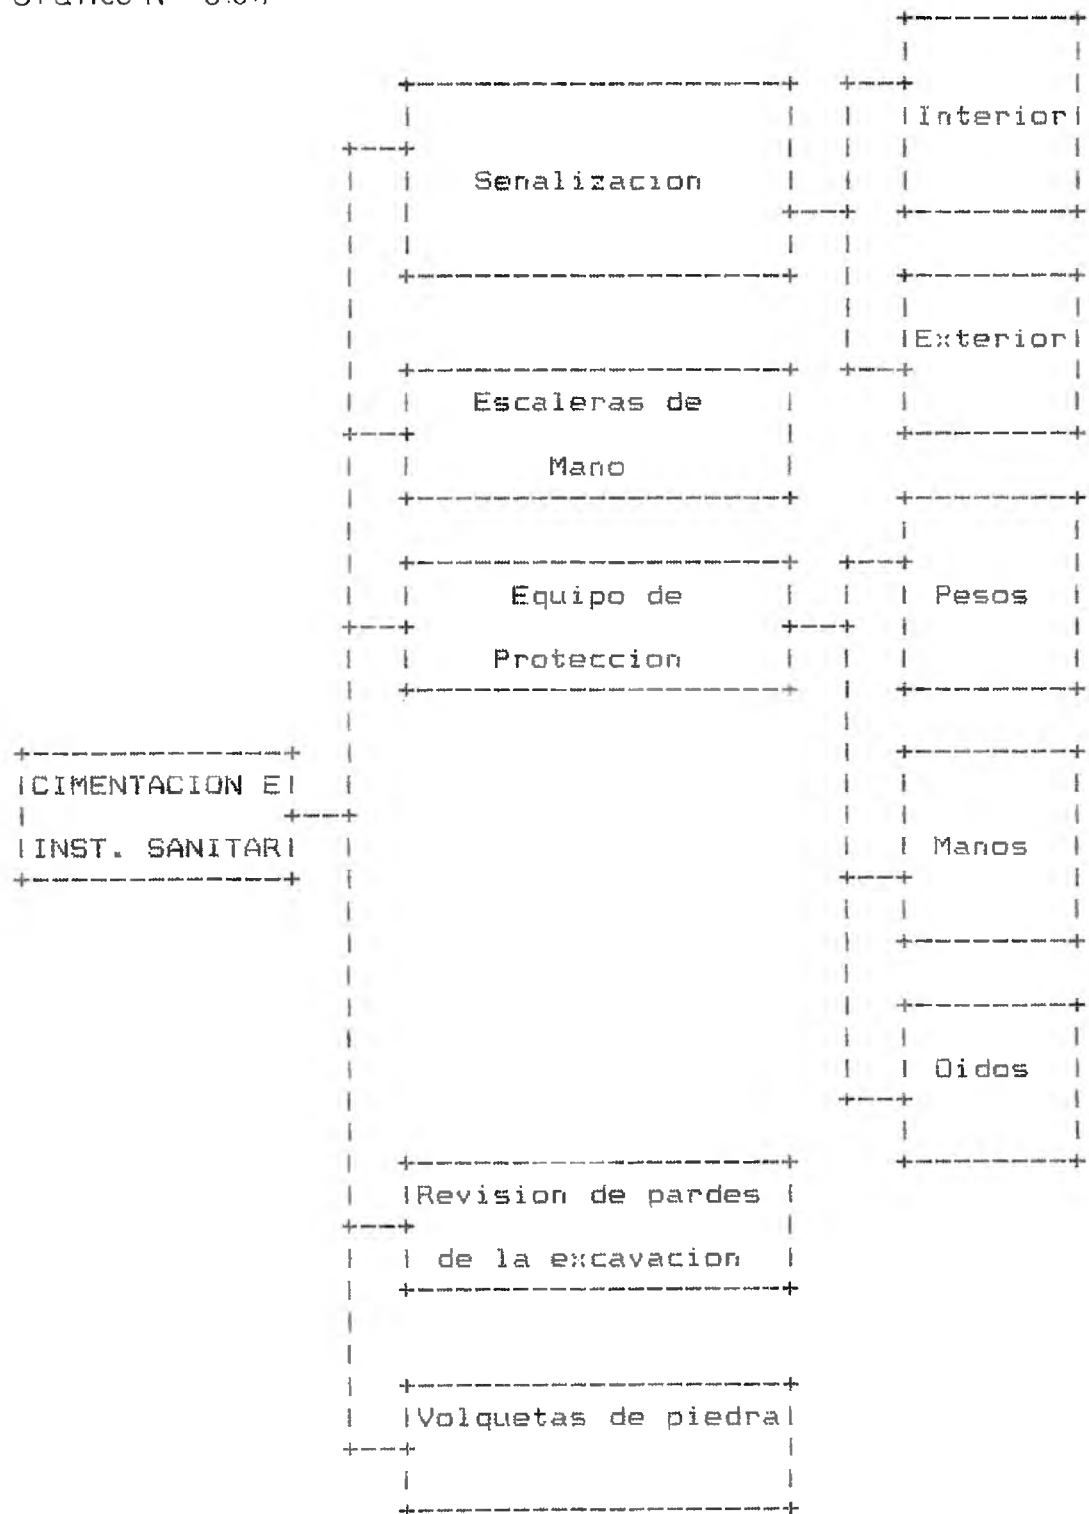 Interior
Senalizacion
Exterior
Escaleras de
Mano
Equipo de
Pesos
Proteccion
CIMENTACION E
INST. SANITAR
Manos
Oidos
Revision de pardes
de la excavacion
Volquetas de piedra